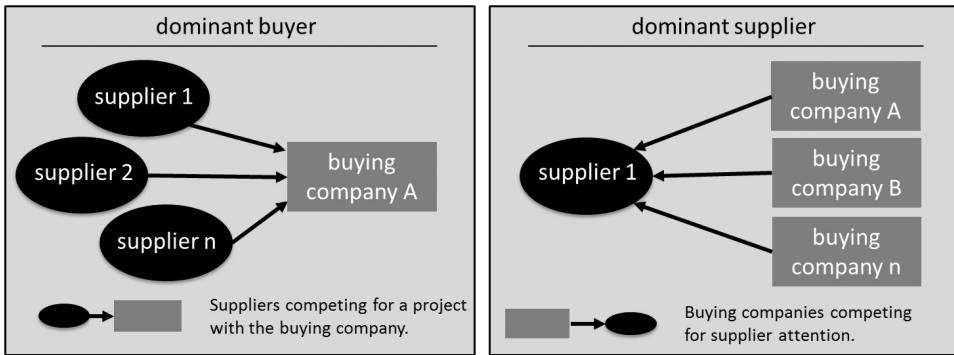 dominant buyer
supplier 1
supplier 2
supplier n
buying
company A
Suppliers competing for a project
with the buying company.
dominant supplier
supplier 1
buying
company A
buying
company B
buying
company n
Buying companies competing
for supplier attention.